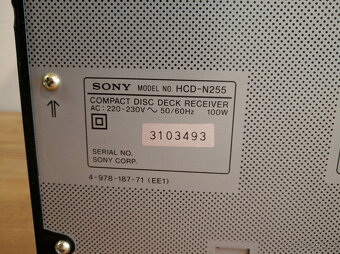 SONY MODEL NO. HCD-N255
COMPACT DISC DECK RECEIVER
AC: 220-230V ~ 50/60Hz 100W
3103493
SERIAL NO.
SONY CORP.
4-978-187-71 (EE1)